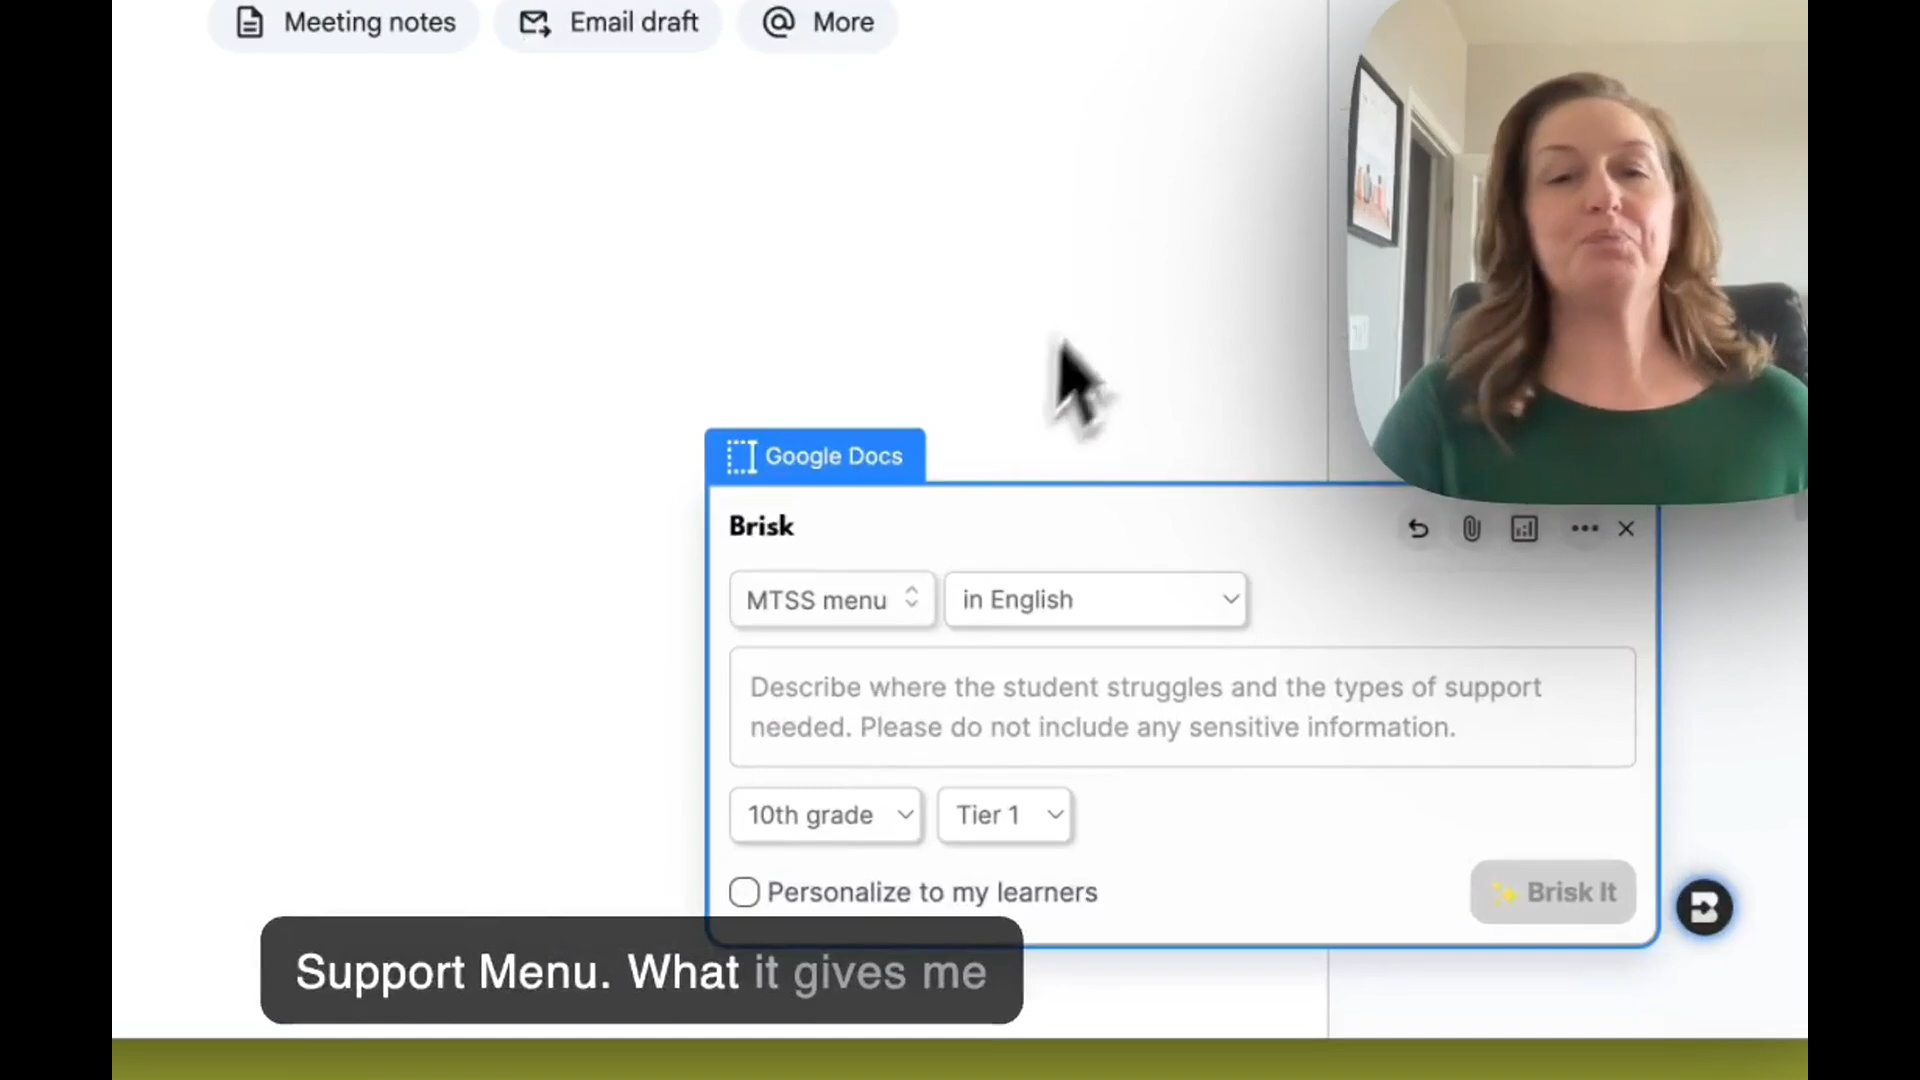 Meeting notes
Email draft
More
Google Docs
Brisk
MTSS menu
in English
Describe where the student struggles and the types of support
needed. Please do not include any sensitive information.
10th grade
Tier 1
Personalize to my learners
Brisk It
Support Menu. What it gives me